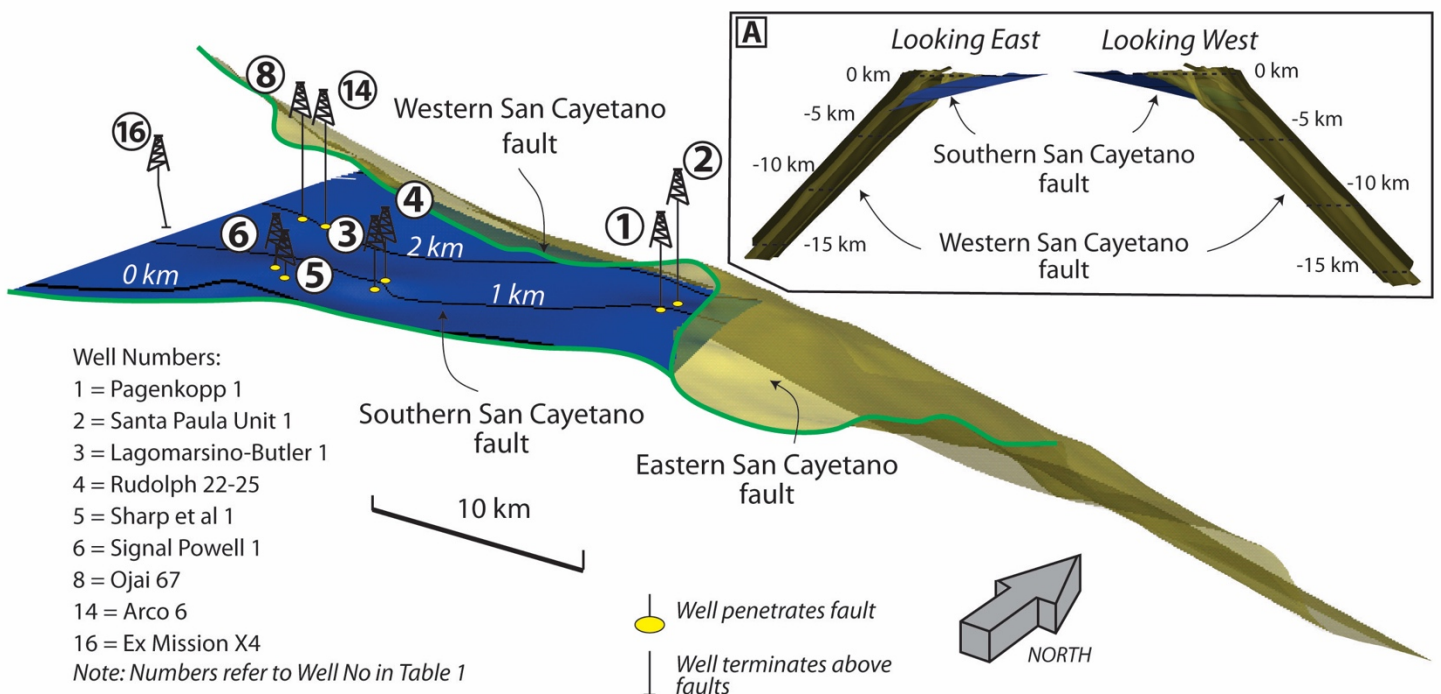 A
Looking East
Looking West
0 km
-5 km
-10 km
-15 km
0 km
-5 km
-10 km
-15 km
Southern San Cayetano
fault
Western San Cayetano
fault
8
14
16
Western San Cayetano
fault
2
4
1
6
3
5
2 km
0 km
1 km
Southern San Cayetano
fault
Eastern San Cayetano
fault
10 km
Well Numbers:
1 = Pagenkopp 1
2 = Santa Paula Unit 1
3 = Lagomarsino-Butler 1
4 = Rudolph 22-25
5 = Sharp et al 1
6 = Signal Powell 1
8 = Ojai 67
14 = Arco 6
16 = Ex Mission X4
Note: Numbers refer to Well No in Table 1
Well penetrates fault
Well terminates above
faults
NORTH